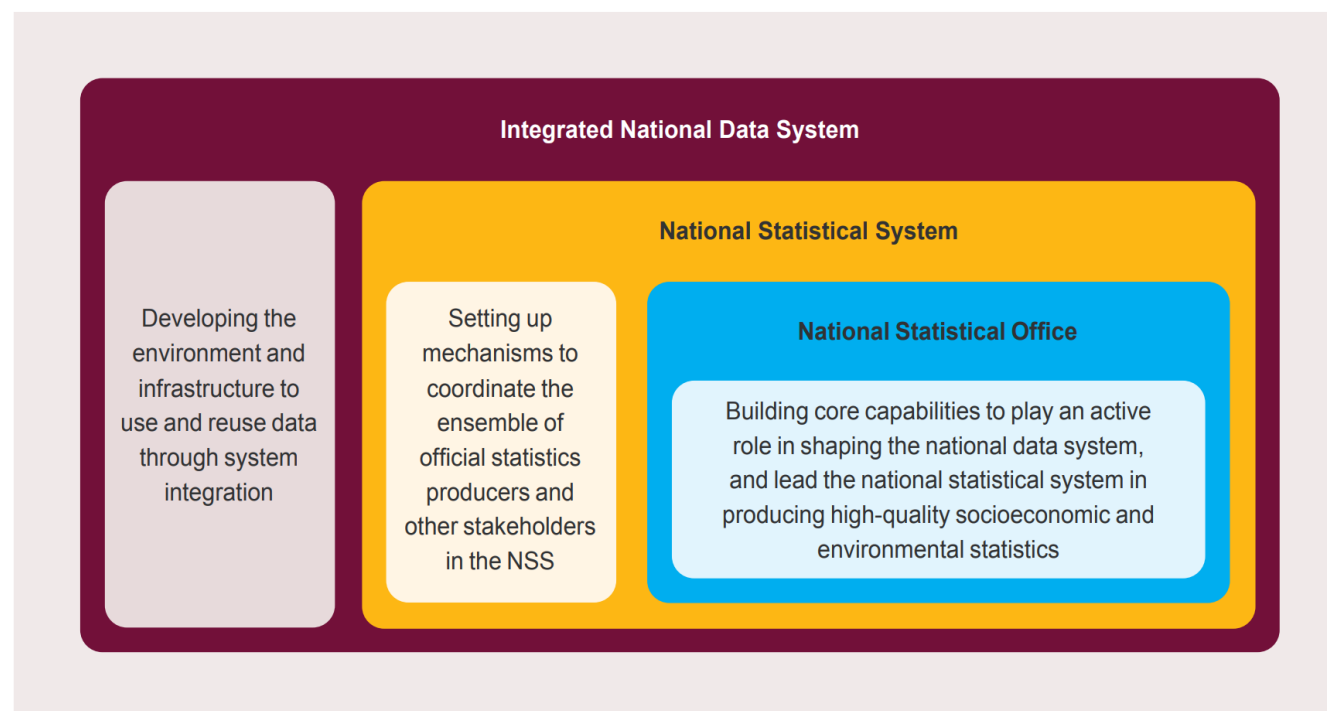 Integrated National Data System
Developing the
environment and
infrastructure to
use and reuse data
through system
integration
National Statistical System
Setting up
mechanisms to
coordinate the
ensemble of
official statistics
producers and
other stakeholders
in the NSS
National Statistical Office
Building core capabilities to play an active
role in shaping the national data system,
and lead the national statistical system in
producing high-quality socioeconomic and
environmental statistics